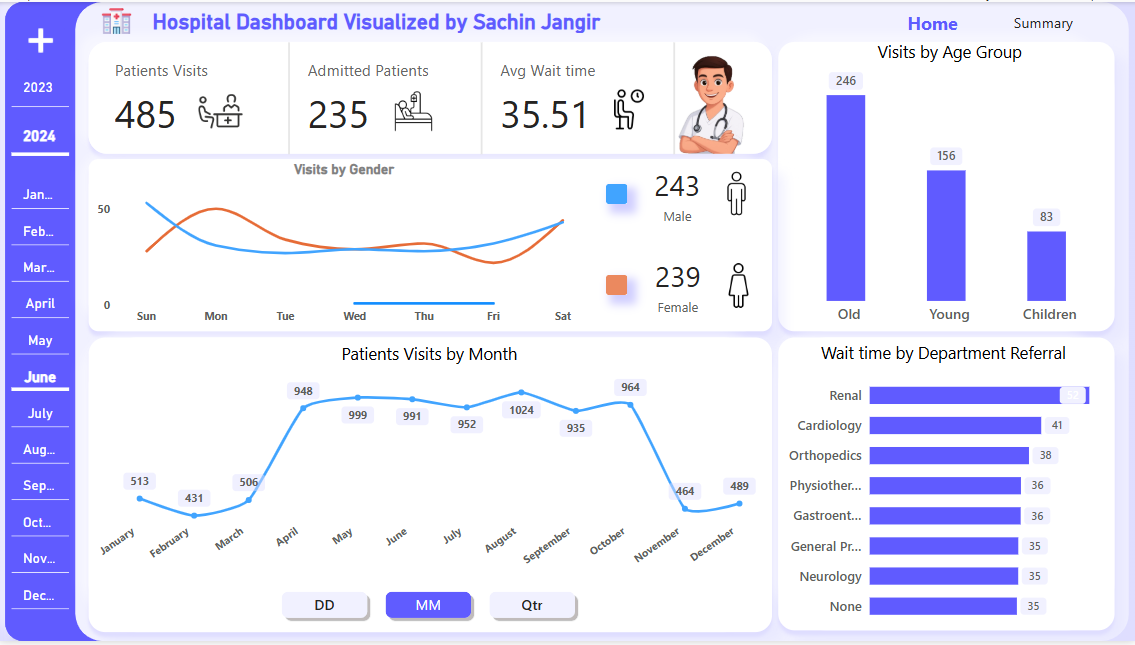 Hospital Dashboard Visualized by Sachin Jangir
Home
Summary
2023
2024
Jan...
Feb...
Mar...
April
May
June
July
Aug...
Sep...
Oct...
Nov...
Dec...
Patients Visits
485
Admitted Patients
235
Avg Wait time
35.51
Visits by Gender
50
0
Sun Mon Tue Wed Thu Fri Sat
243
Male
239
Female
Visits by Age Group
246
156
83
Old Young Children
Patients Visits by Month
513 431 506 948 999 991 952 1024 935 964 464 489
January February March April May June July August September October November December
DD MM Qtr
Wait time by Department Referral
Renal 52
Cardiology 41
Orthopedics 38
Physiother... 36
Gastroent... 36
General Pr... 35
Neurology 35
None 35